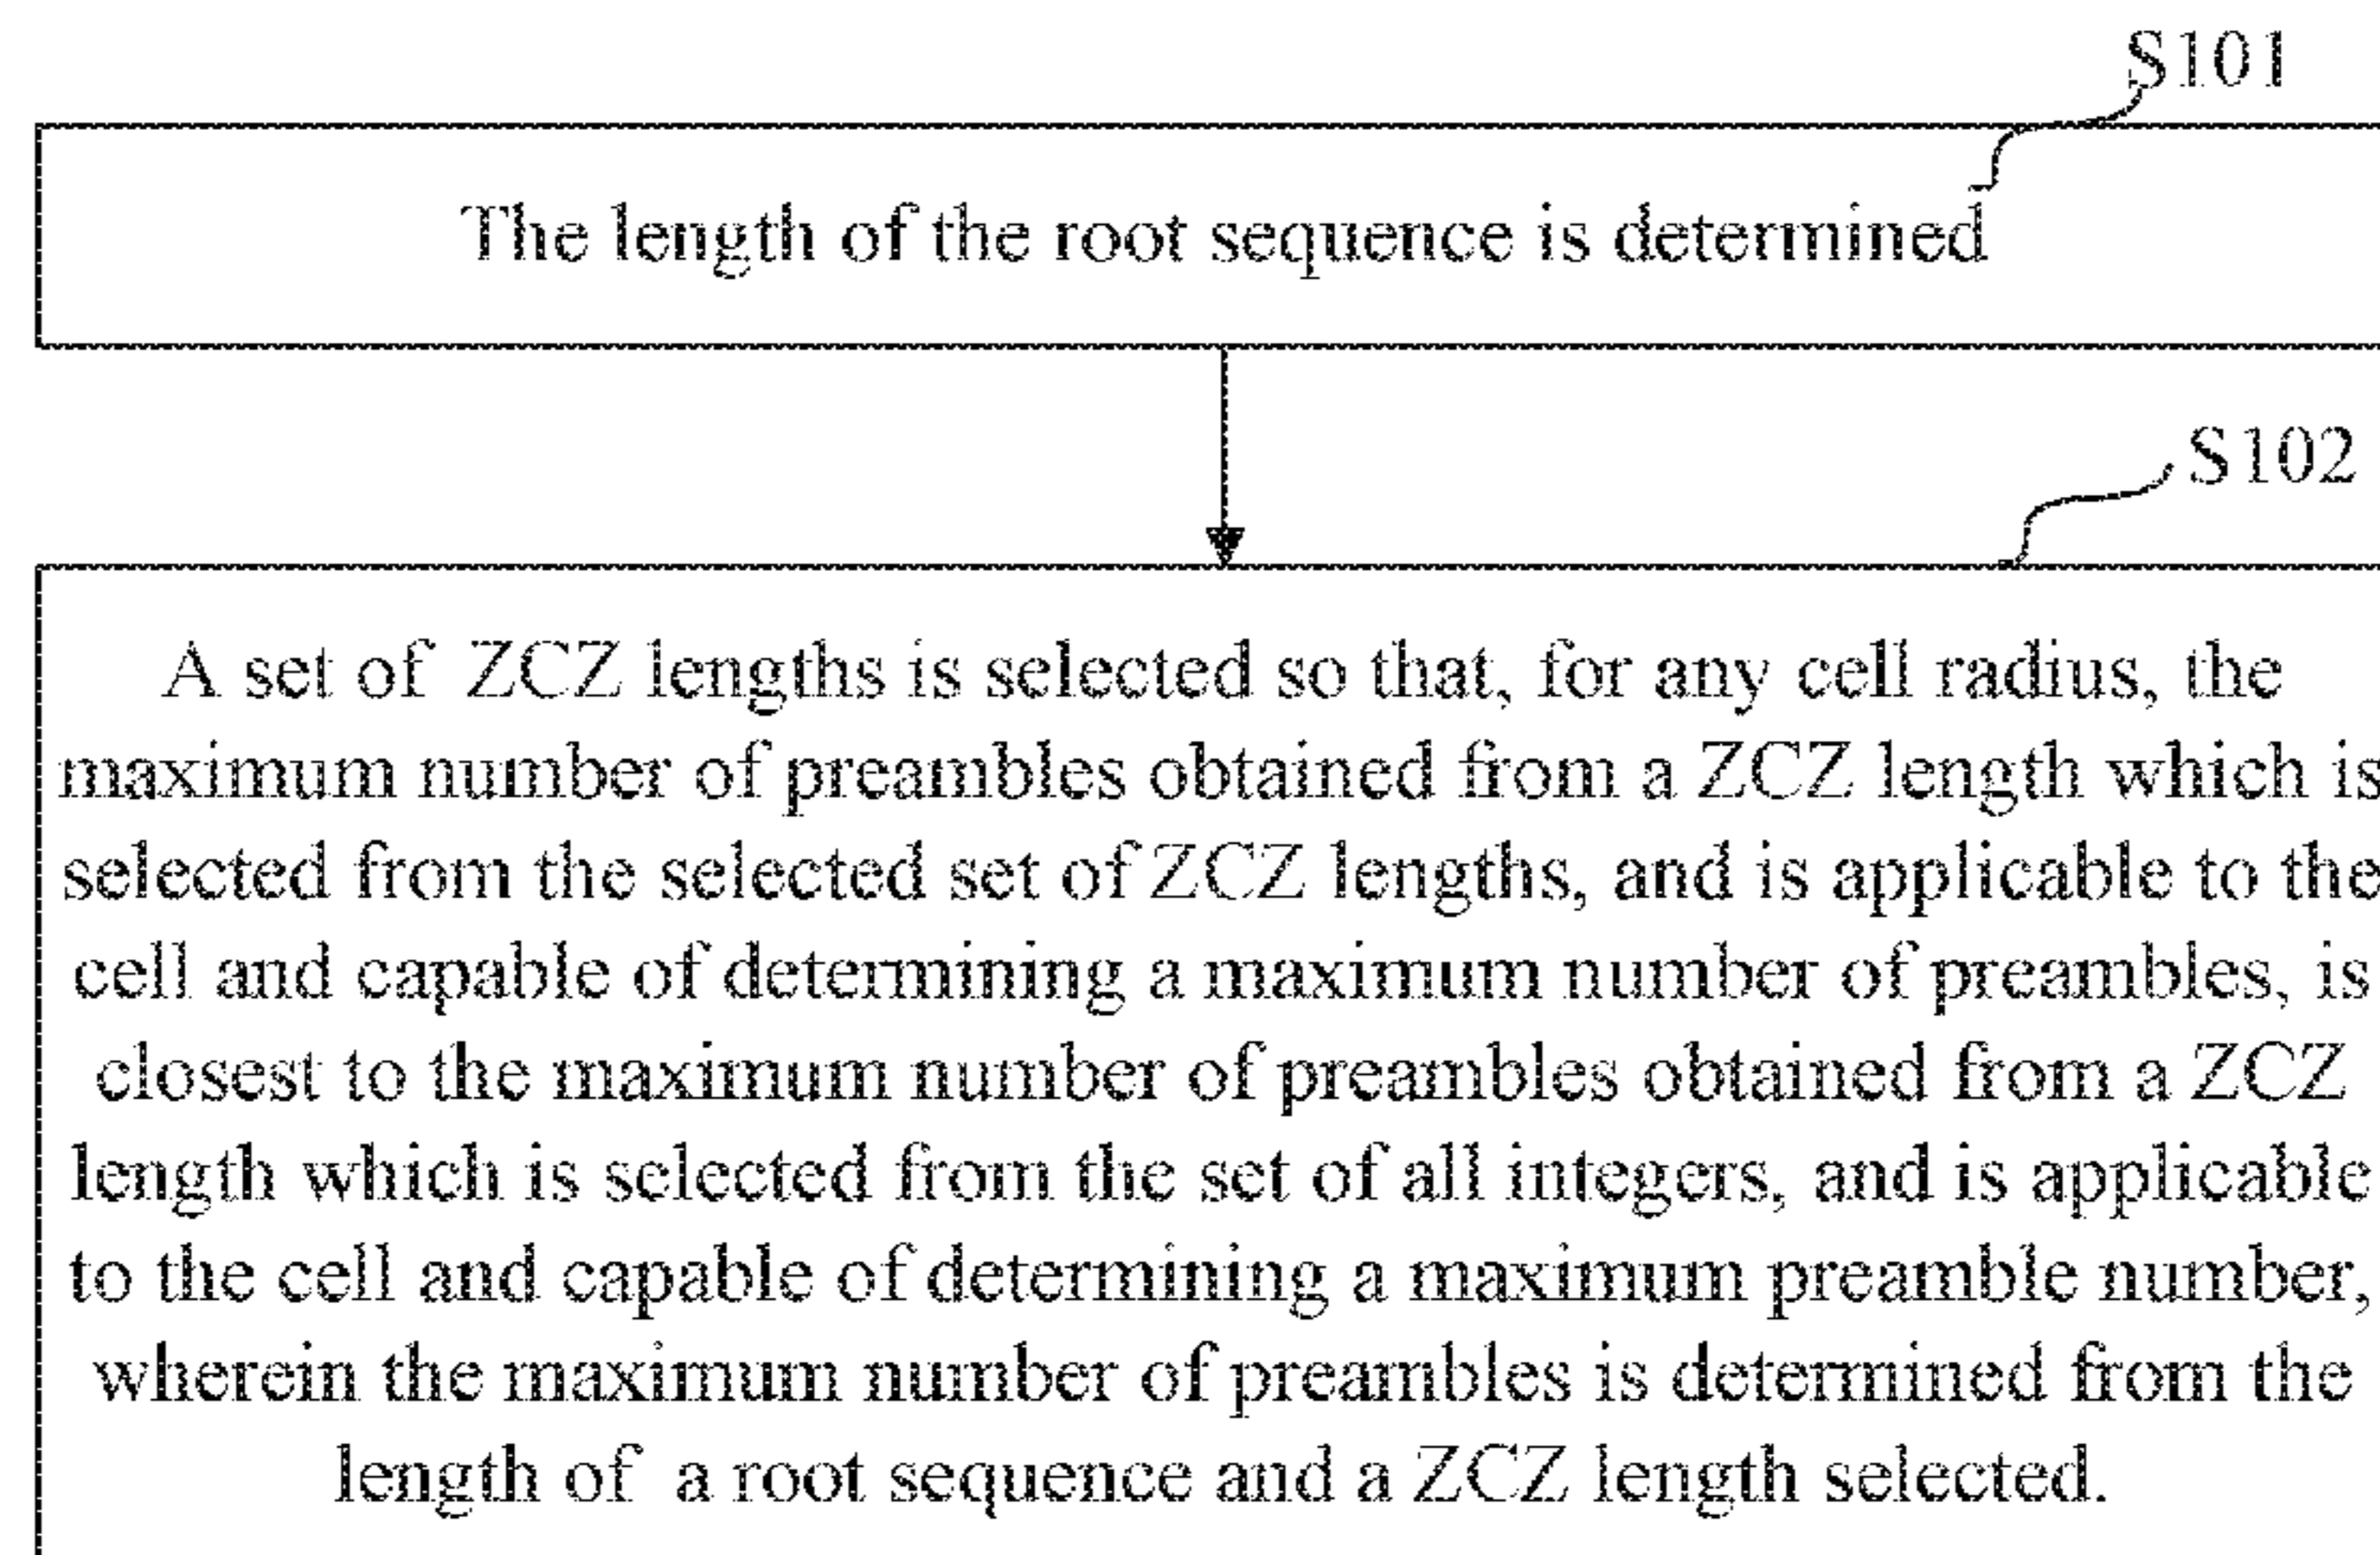 S101
The length of the root sequence is determined
S102
A set of ZCZ lengths is selected so that, for any cell radius, the
maximum number of preambles obtained from a ZCZ length which is
selected from the selected set of ZCZ lengths, and is applicable to the
cell and capable of determining a maximum number of preambles, is
closest to the maximum number of preambles obtained from a ZCZ
length which is selected from the set of all integers, and is applicable
to the cell and capable of determining a maximum preamble number,
wherein the maximum number of preambles is determined from the
length of a root sequence and a ZCZ length selected.